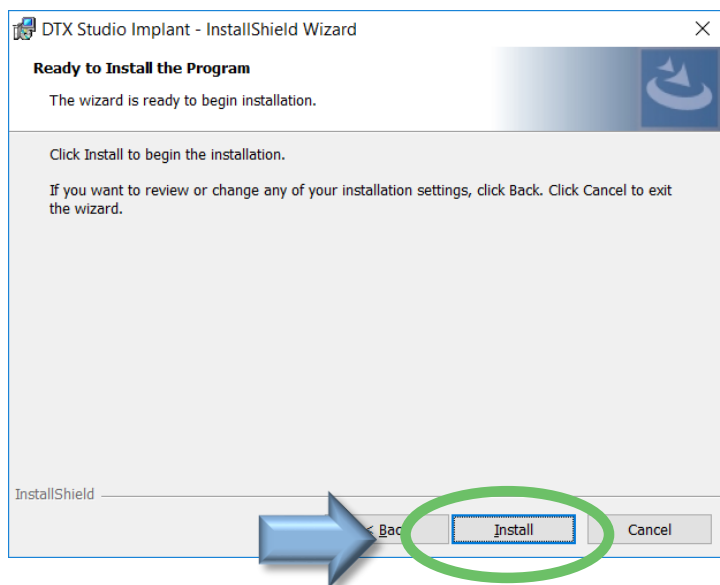 DTX Studio Implant - InstallShield Wizard
Ready to Install the Program
The wizard is ready to begin installation.
Click Install to begin the installation.
If you want to review or change any of your installation settings, click Back. Click Cancel to exit
the wizard.
InstallShield
< Bac Install Cancel